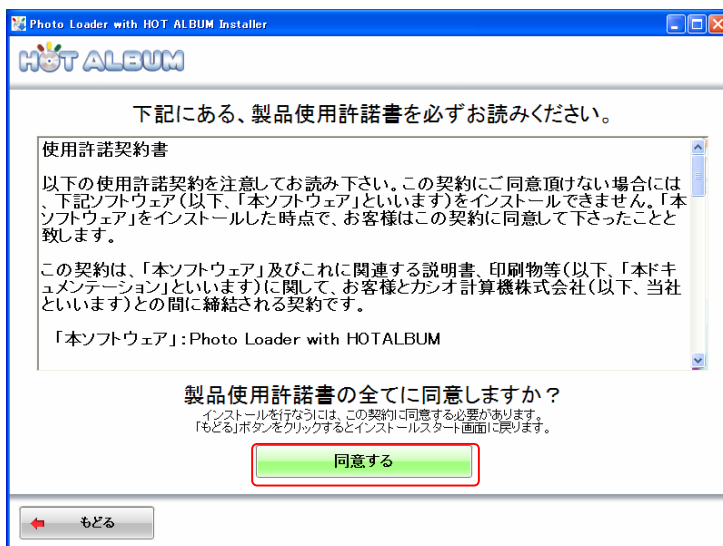 Photo Loader with HOT ALBUM Installer
HOT ALBUM
下記にある、製品使用許諾書を必ずお読みください。
使用許諾契約書
以下の使用許諾契約を注意してお読み下さい。この契約にご同意頂けない場合には
、下記ソフトウェア(以下、「本ソフトウェア」といいます)をインストールできません。「本
ソフトウェア」をインストールした時点で、お客様はこの契約に同意して下さったことと
致します。
この契約は、「本ソフトウェア」及びこれに関連する説明書、印刷物等(以下、「本ドキ
ュメンテーション」といいます)に関して、お客様とカシオ計算機株式会社(以下、当社
といいます)との間に締結される契約です。
「本ソフトウェア」:Photo Loader with HOTALBUM
製品使用許諾書の全てに同意しますか?
インストールを行なうには、この契約に同意する必要があります。
「もどる」ボタンをクリックするとインストールスタート画面に戻ります。
同意する
もどる